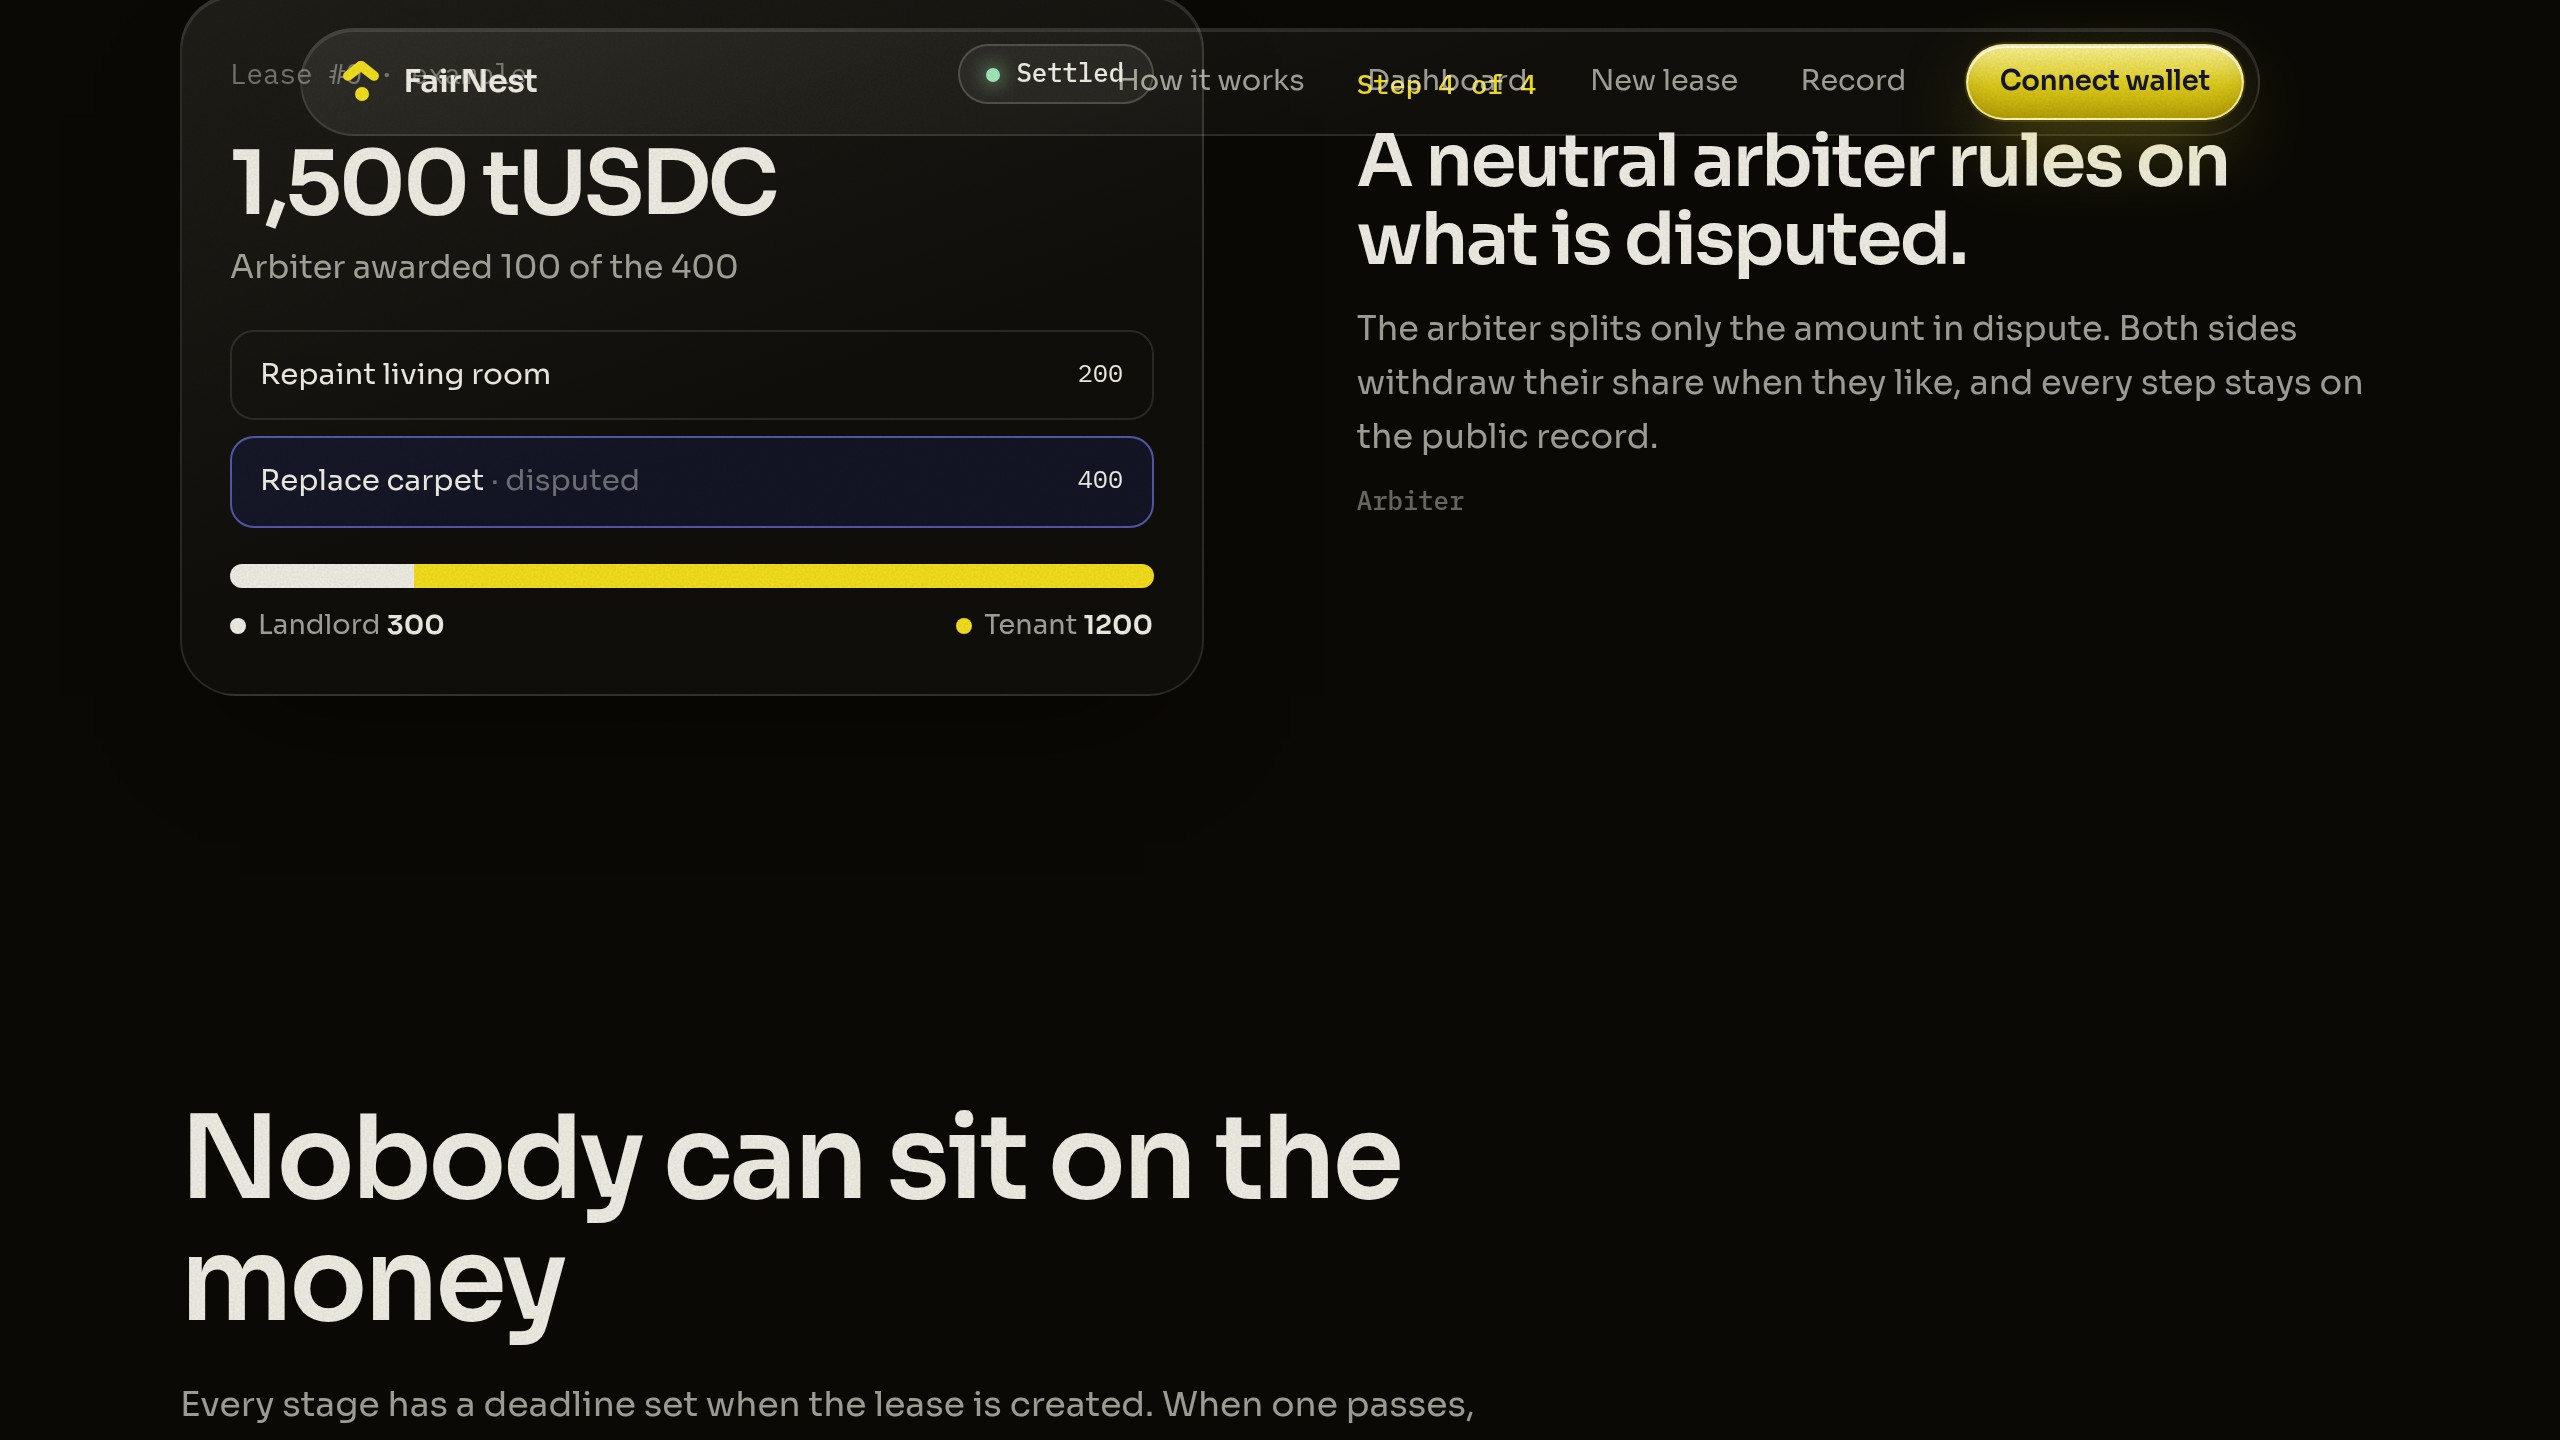 FairNest
How it works
Dashboard
New lease
Record
Connect wallet
Lease #0 · example
Settled
1,500 tUSDC
Arbiter awarded 100 of the 400
Repaint living room 200
Replace carpet · disputed 400
Landlord 300
Tenant 1200
Step 4 of 4
A neutral arbiter rules on
what is disputed.
The arbiter splits only the amount in dispute. Both sides
withdraw their share when they like, and every step stays on
the public record.
Arbiter
Nobody can sit on the
money
Every stage has a deadline set when the lease is created. When one passes,